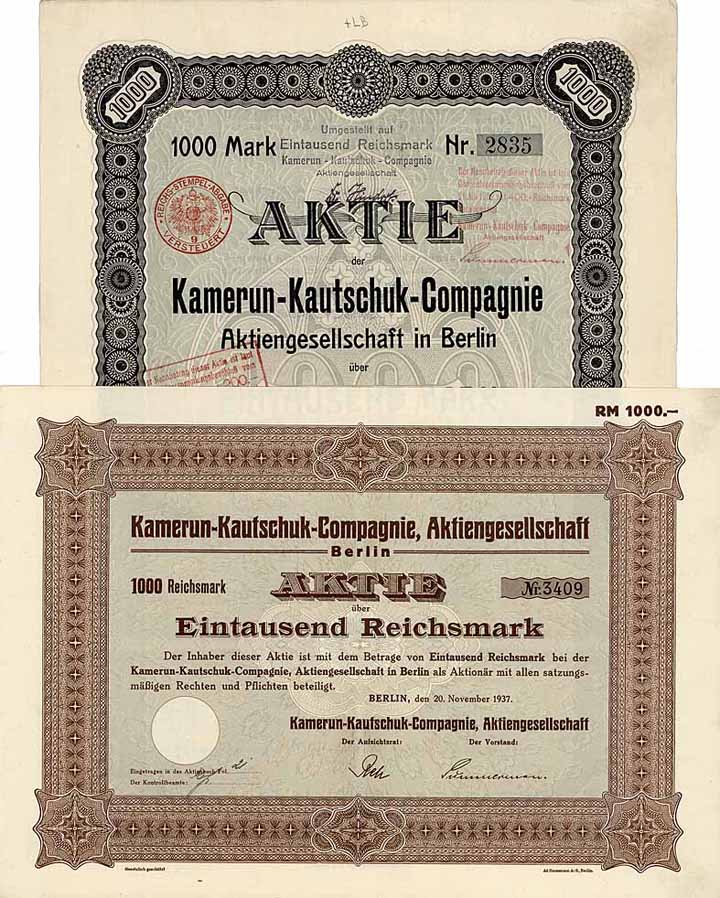 +LB
1000
1000
Umgestellt auf
1000 Mark Eintausend Reichsmark Nr. 2835
Kamerun-Kautschuk-Compagnie
Aktiengesellschaft
REICHS-STEMPELABGABE
9
VERSTEUERT
AKTIE
Kamerun-Kautschuk-Compagnie
Aktiengesellschaft
der
Kamerun-Kautschuk-Compagnie
Aktiengesellschaft in Berlin
über
RM 1000.—
Kamerun-Kautschuk-Compagnie, Aktiengesellschaft
Berlin
1000 Reichsmark AKTIE Nr. 3409
über
Eintausend Reichsmark
Der Inhaber dieser Aktie ist mit dem Betrage von Eintausend Reichsmark bei der
Kamerun-Kautschuk-Compagnie, Aktiengesellschaft in Berlin als Aktionär mit allen satzungs-
mäßigen Rechten und Pflichten beteiligt.
BERLIN, den 20. November 1937.
Kamerun-Kautschuk-Compagnie, Aktiengesellschaft
Der Aufsichtsrat: Der Vorstand:
Eingetragen in das Aktienbuch Fol. 2
Der Kontrollbeamte:
Gesetzlich geschützt
Berlin.